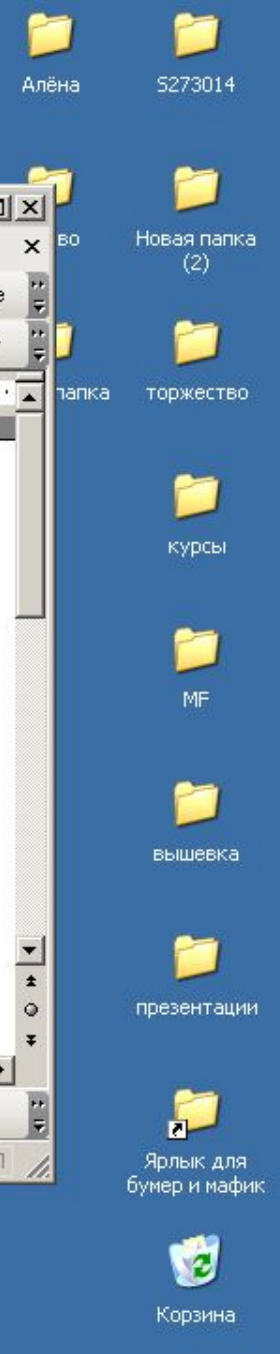 Алёна
S273014
во
Новая папка
(2)
папка
торжество
курсы
MF
вышевка
презентации
Ярлык для
бумер и мафик
Корзина